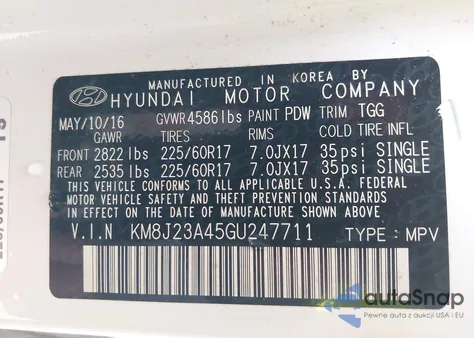 MANUFACTURED IN KOREA BY
HYUNDAI MOTOR COMPANY
MAY/10/16 GVWR 4586lbs PAINT PDW TRIM TGG
GAWR TIRES RIMS COLD TIRE INFL
FRONT 2822 lbs 225/60R17 7.0JX17 35psi SINGLE
REAR 2535 lbs 225/60R17 7.0JX17 35psi SINGLE
THIS VEHICLE CONFORMS TO ALL APPLICABLE U.S.A. FEDERAL
MOTOR VEHICLE SAFETY AND THEFT PREVENTION STANDARDS
IN EFFECT ON THE DATE OF MANUFACTURE SHOWN ABOVE.
V.I.N KM8J23A45GU247711 TYPE : MPV
autoSnap
Pewne auta z aukcji USA i EU